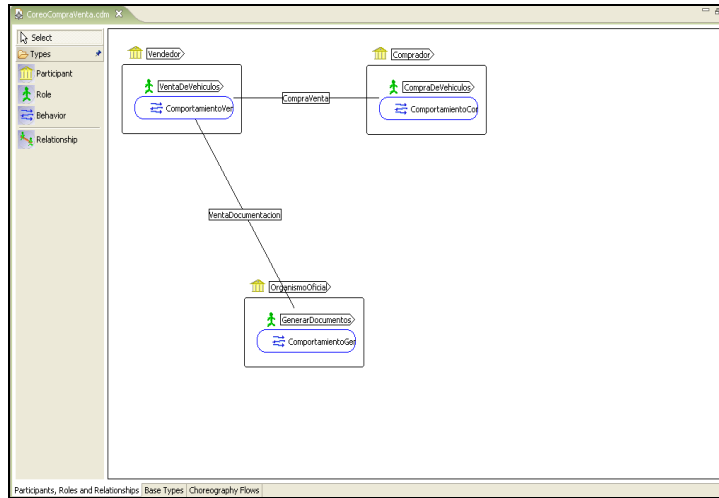 CoreoCompraVenta.cdm
Select
Types
Participant
Role
Behavior
Relationship
Vendedor
Comprador
VentaDeVehiculos
CompraDeVehiculos
ComportamientoVer
CompraVenta
ComportamientoCor
VentaDocumentacion
OrganismoOficial
GenerarDocumentos
ComportamientoGer
Participants, Roles and Relationships Base Types Choreography Flows